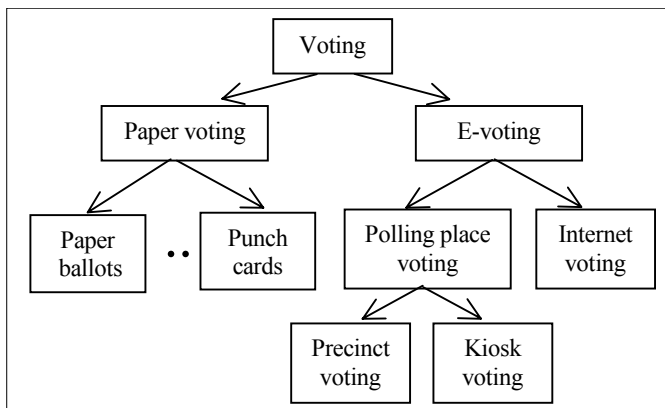 Voting
Paper voting
E-voting
Paper
ballots
..
Punch
cards
Polling place
voting
Internet
voting
Precinct
voting
Kiosk
voting